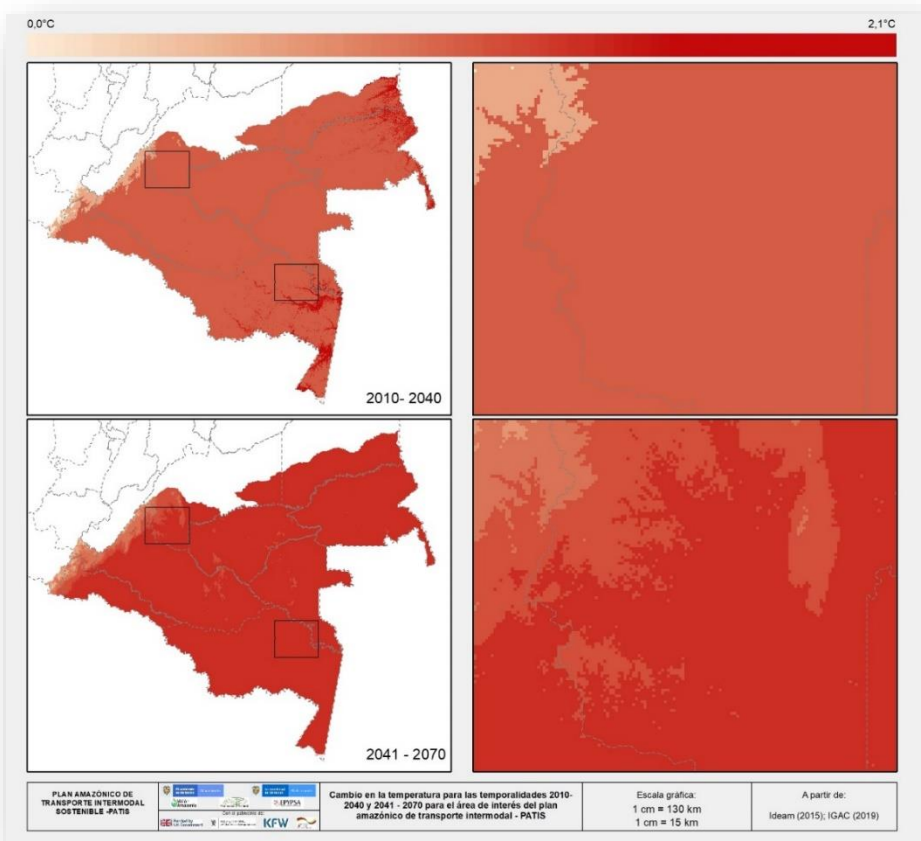 0,0°C
2,1°C
2010- 2040
2041 - 2070
PLAN AMAZÓNICO DE
TRANSPORTE INTERMODAL
SOSTENIBLE -PATIS
UPYPSA
KFW
Cambio en la temperatura para las temporalidades 2010-
2040 y 2041 - 2070 para el área de interés del plan
amazónico de transporte intermodal - PATIS
Escala gráfica:
1 cm = 130 km
1 cm = 15 km
A partir de:
Ideam (2015); IGAC (2019)